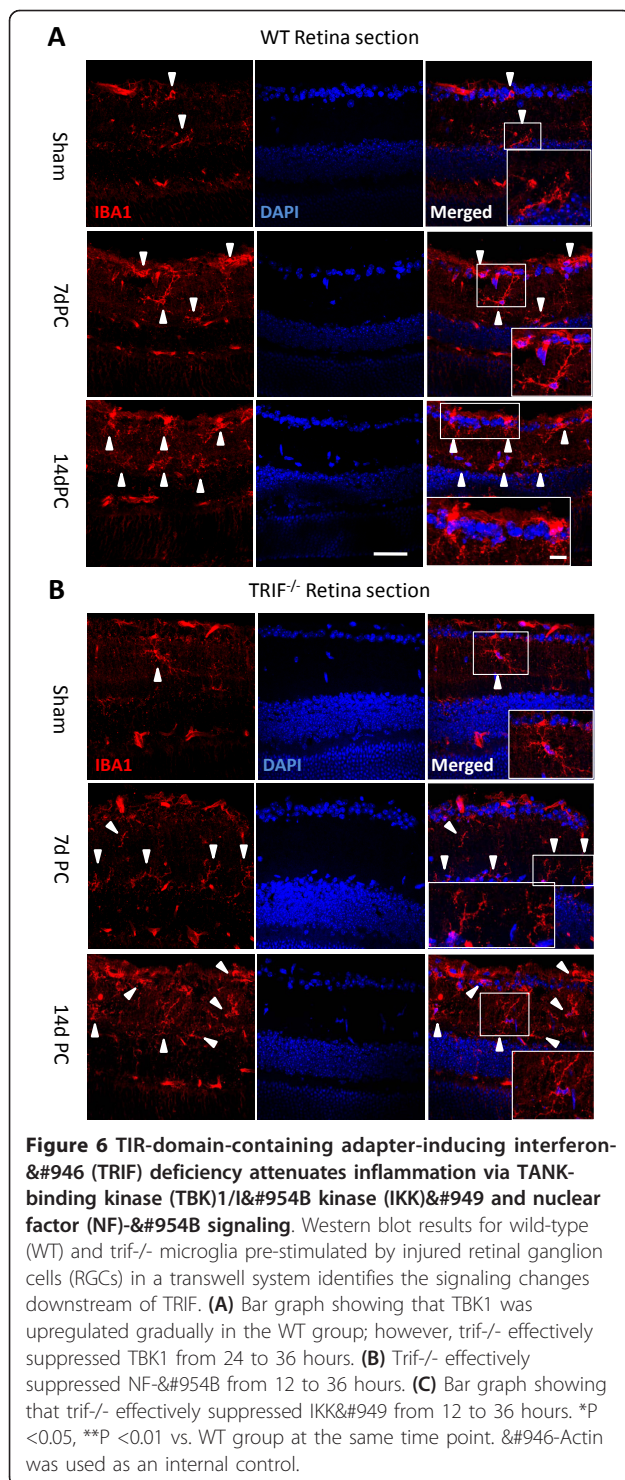 A
WT Retina section
Sham
IBA1
DAPI
Merged
7dPC
14dPC
B
TRIF-/- Retina section
Sham
IBA1
DAPI
Merged
7d PC
14d PC
Figure 6 TIR-domain-containing adapter-inducing interferon-
&#946 (TRIF) deficiency attenuates inflammation via TANK-
binding kinase (TBK)1/I&#954B kinase (IKK)&#949 and nuclear
factor (NF)-&#954B signaling. Western blot results for wild-type
(WT) and trif-/- microglia pre-stimulated by injured retinal ganglion
cells (RGCs) in a transwell system identifies the signaling changes
downstream of TRIF. (A) Bar graph showing that TBK1 was
upregulated gradually in the WT group; however, trif-/- effectively
suppressed TBK1 from 24 to 36 hours. (B) Trif-/- effectively
suppressed NF-&#954B from 12 to 36 hours. (C) Bar graph showing
that trif-/- effectively suppressed IKK&#949 from 12 to 36 hours. *P
<0.05, **P <0.01 vs. WT group at the same time point. &#946-Actin
was used as an internal control.